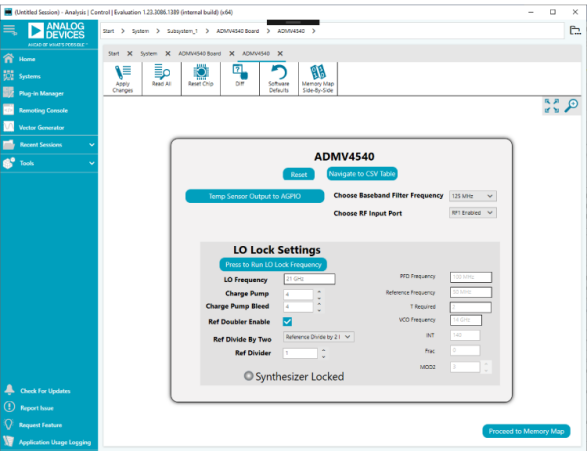 (Untitled Session) - Analysis | Control | Evaluation 1.23.3086.1389 (internal build) (x64)
ANALOG
DEVICES
AHEAD OF WHAT'S POSSIBLE™
Start > System > Subsystem_1 > ADMV4540 Board > ADMV4540 >
Start System ADMV4540 Board ADMV4540
Apply Changes
Read All
Reset Chip
Diff
Software Defaults
Memory Map Side-By-Side
Home
Systems
Plug-in Manager
Remoting Console
Vector Generator
Recent Sessions
Tools
Check For Updates
Report Issue
Request Feature
Application Usage Logging
ADMV4540
Reset
Navigate to CSV Table
Temp Sensor Output to AGPIO
Choose Baseband Filter Frequency
125 MHz
Choose RF Input Port
RF1 Enabled
LO Lock Settings
Press to Run LO Lock Frequency
LO Frequency 21 GHz
Charge Pump 4
Charge Pump Bleed 4
Ref Doubler Enable
Ref Divide By Two Reference Divide by 2 I
Ref Divider 1
Synthesizer Locked
PFD Frequency
Reference Frequency
T Required
VCO Frequency 14 GHz
INT 140
Frac
MOD2
Proceed to Memory Map